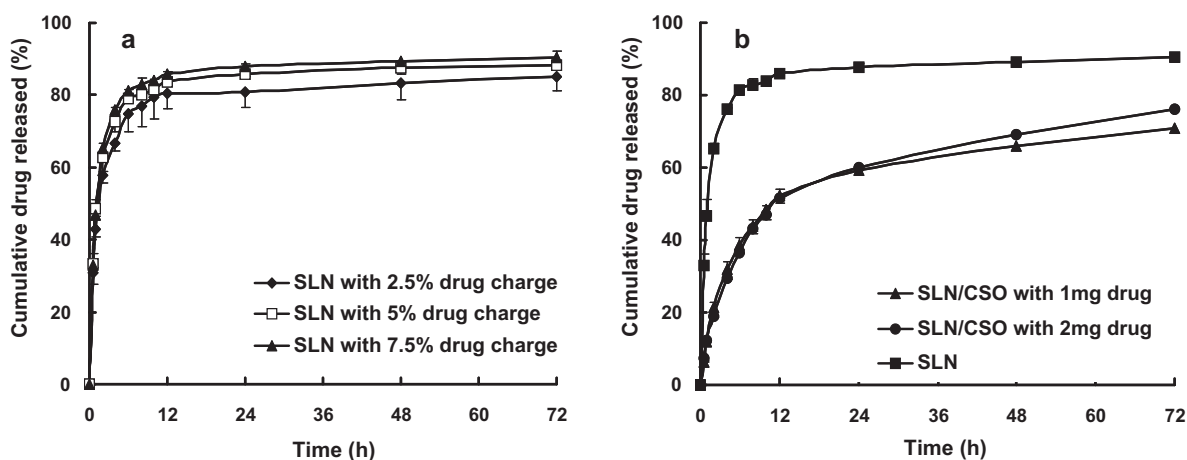 a
Cumulative drug released (%)
100
80
60
40
20
0
SLN with 2.5% drug charge
SLN with 5% drug charge
SLN with 7.5% drug charge
0 12 24 36 48 60 72
Time (h)
b
Cumulative drug released (%)
100
80
60
40
20
0
SLN/CSO with 1mg drug
SLN/CSO with 2mg drug
SLN
0 12 24 36 48 60 72
Time (h)